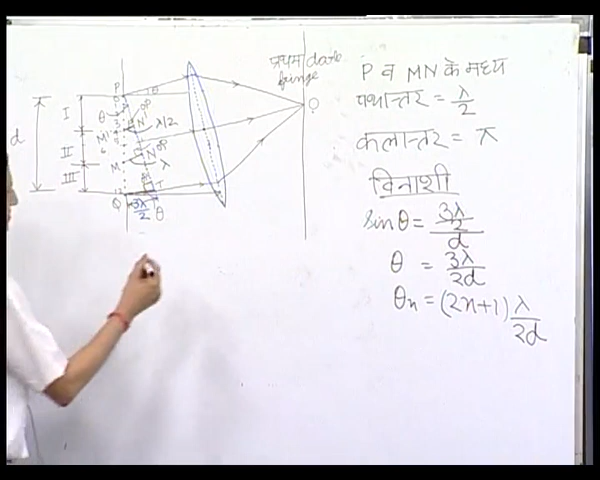 प्रथम dark
fringe
P व MN के मध्य
पथान्तर = λ/2
कलान्तर = π
विनाशी
sinθ = 3λ/2/d
θ = 3λ/2d
θn = (2n+1) λ/2d
P
θ
I
θ
N'
λ/2
O
d
M'
II
N
M
λ
III
T
Q
3λ/2
θ